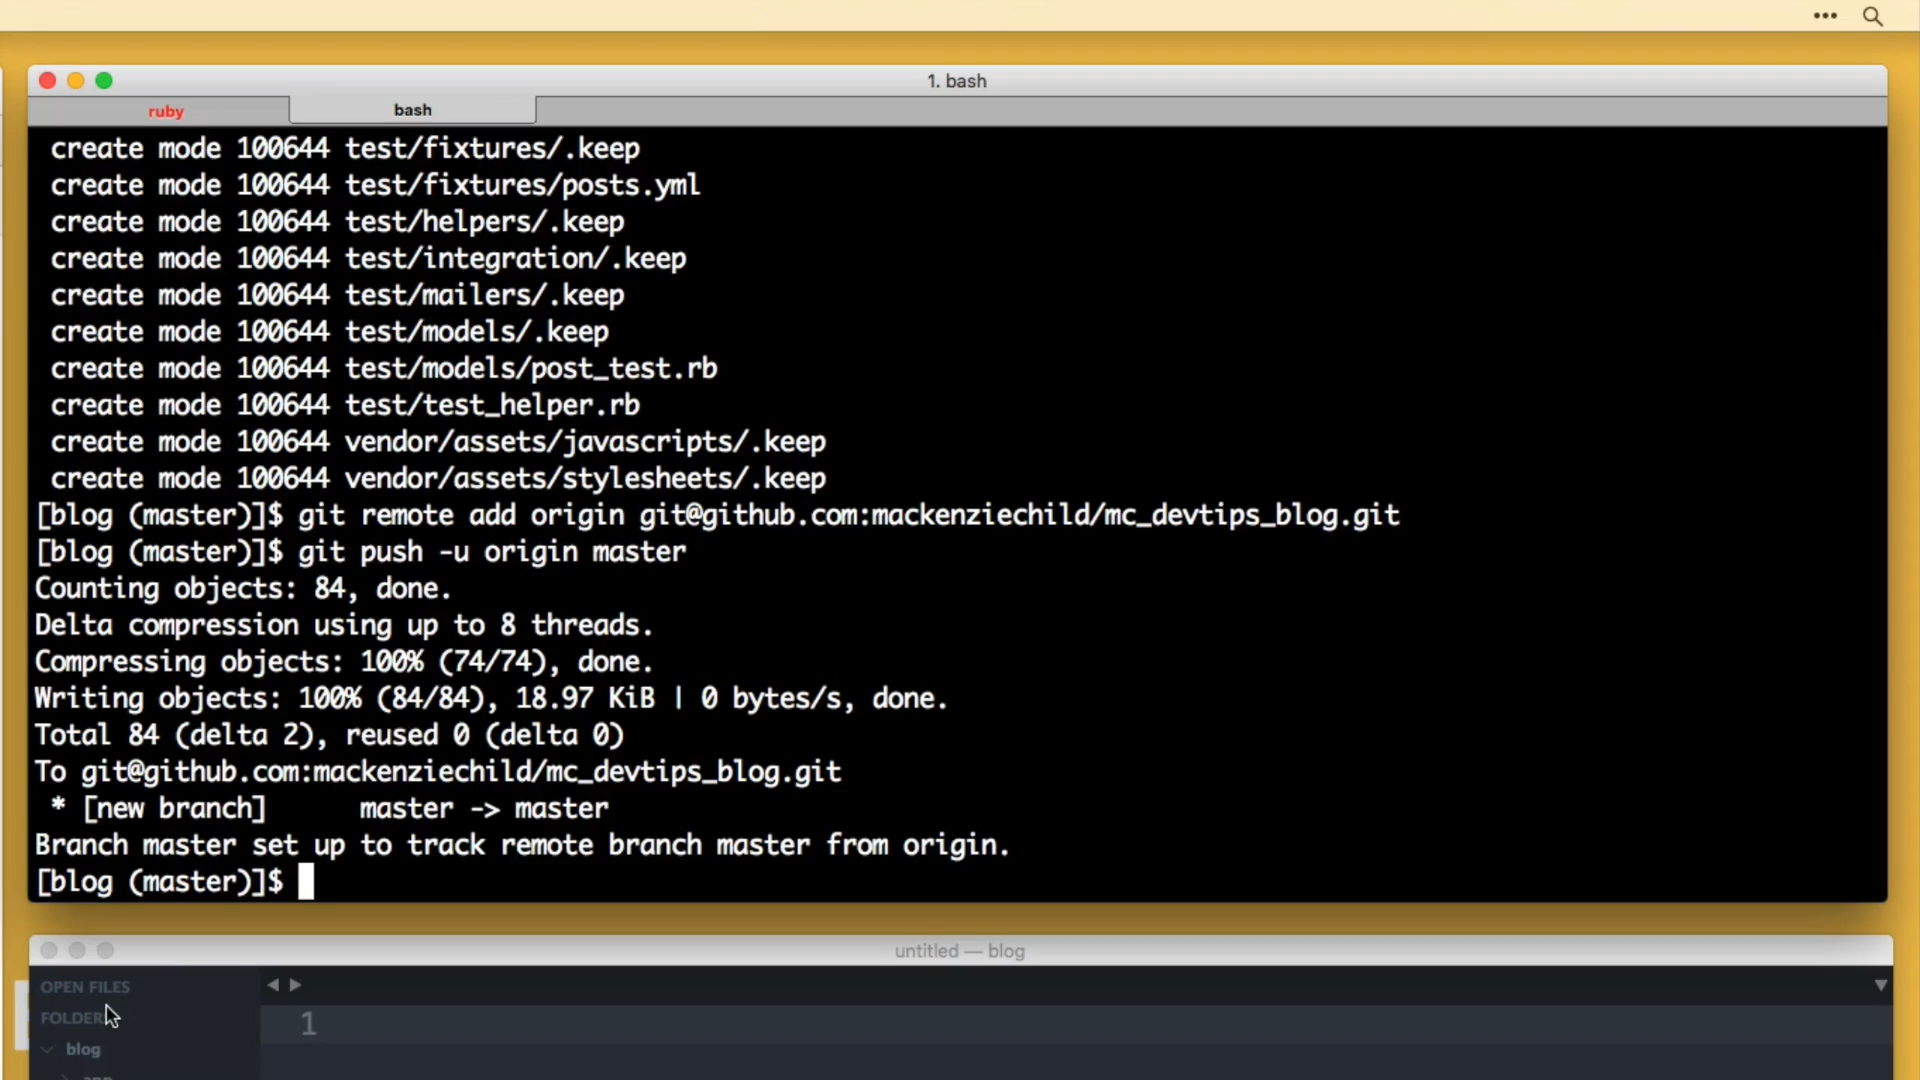 1. bash
ruby bash
create mode 100644 test/fixtures/.keep
create mode 100644 test/fixtures/posts.yml
create mode 100644 test/helpers/.keep
create mode 100644 test/integration/.keep
create mode 100644 test/mailers/.keep
create mode 100644 test/models/.keep
create mode 100644 test/models/post_test.rb
create mode 100644 test/test_helper.rb
create mode 100644 vendor/assets/javascripts/.keep
create mode 100644 vendor/assets/stylesheets/.keep
[blog (master)]$ git remote add origin git@github.com:mackenziechild/mc_devtips_blog.git
[blog (master)]$ git push -u origin master
Counting objects: 84, done.
Delta compression using up to 8 threads.
Compressing objects: 100% (74/74), done.
Writing objects: 100% (84/84), 18.97 KiB | 0 bytes/s, done.
Total 84 (delta 2), reused 0 (delta 0)
To git@github.com:mackenziechild/mc_devtips_blog.git
* [new branch]      master -> master
Branch master set up to track remote branch master from origin.
[blog (master)]$
untitled — blog
OPEN FILES
1
blog